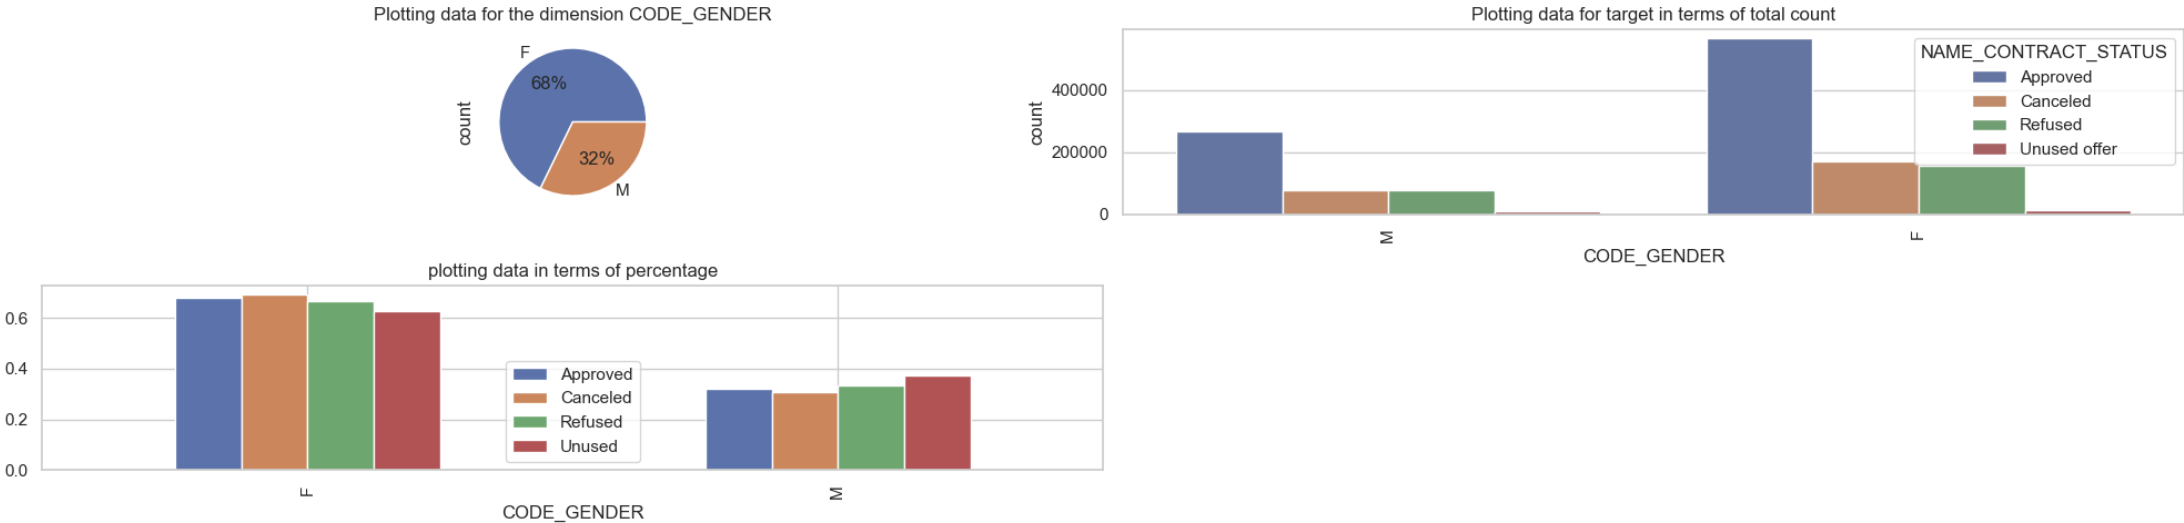 Plotting data for the dimension CODE_GENDER
F
68%
32%
M
count
Plotting data for target in terms of total count
NAME_CONTRACT_STATUS
Approved
Canceled
Refused
Unused offer
400000
200000
0
count
M
F
CODE_GENDER
plotting data in terms of percentage
0.6
0.4
0.2
0.0
Approved
Canceled
Refused
Unused
F
M
CODE_GENDER